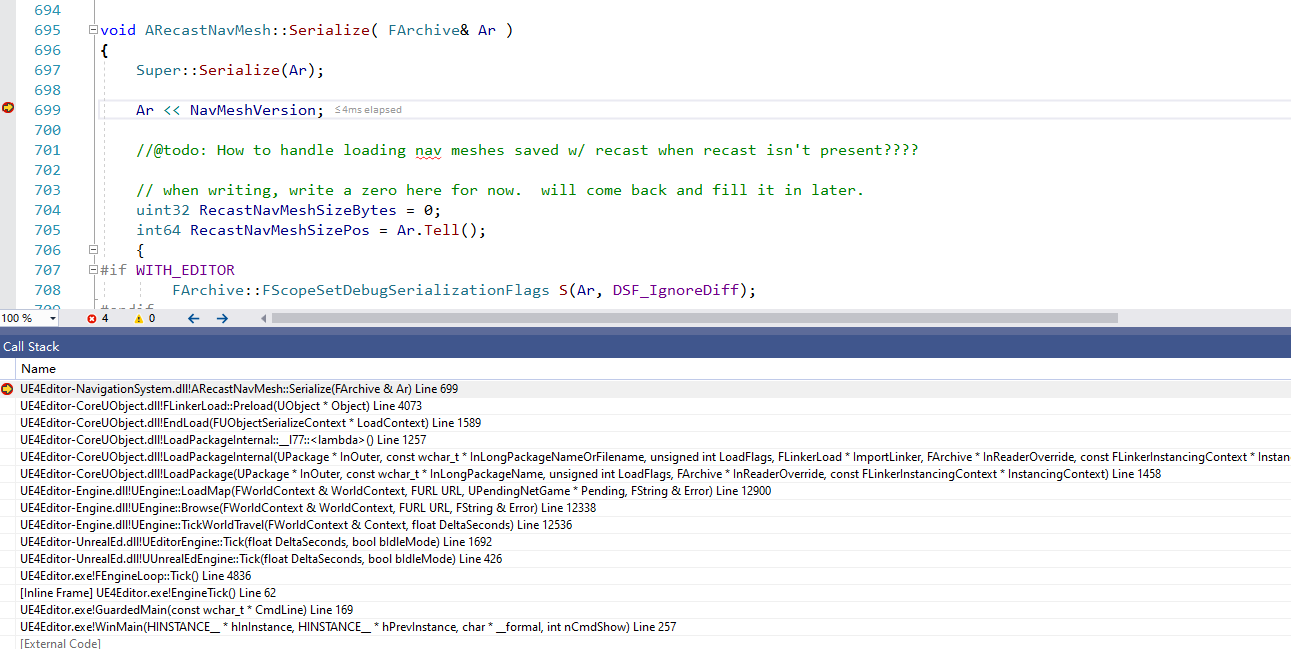 694
695 void ARecastNavMesh::Serialize( FArchive& Ar )
696 {
697 Super::Serialize(Ar);
698
699 Ar << NavMeshVersion; ≤4ms elapsed
700
701 //@todo: How to handle loading nav meshes saved w/ recast when recast isn't present????
702
703 // when writing, write a zero here for now.  will come back and fill it in later.
704 uint32 RecastNavMeshSizeBytes = 0;
705 int64 RecastNavMeshSizePos = Ar.Tell();
706 {
707 #if WITH_EDITOR
708 FArchive::FScopeSetDebugSerializationFlags S(Ar, DSF_IgnoreDiff);
709 #endif
100 % 4 0
Call Stack
Name
UE4Editor-NavigationSystem.dll!ARecastNavMesh::Serialize(FArchive & Ar) Line 699
UE4Editor-CoreUObject.dll!FLinkerLoad::Preload(UObject * Object) Line 4073
UE4Editor-CoreUObject.dll!EndLoad(FUObjectSerializeContext * LoadContext) Line 1589
UE4Editor-CoreUObject.dll!LoadPackageInternal::__l77::<lambda>() Line 1257
UE4Editor-CoreUObject.dll!LoadPackageInternal(UPackage * InOuter, const wchar_t * InLongPackageNameOrFilename, unsigned int LoadFlags, FLinkerLoad * ImportLinker, FArchive * InReaderOverride, const FLinkerInstancingContext * Instan
UE4Editor-CoreUObject.dll!LoadPackage(UPackage * InOuter, const wchar_t * InLongPackageName, unsigned int LoadFlags, FArchive * InReaderOverride, const FLinkerInstancingContext * InstancingContext) Line 1458
UE4Editor-Engine.dll!UEngine::LoadMap(FWorldContext & WorldContext, FURL URL, UPendingNetGame * Pending, FString & Error) Line 12900
UE4Editor-Engine.dll!UEngine::Browse(FWorldContext & WorldContext, FURL URL, FString & Error) Line 12338
UE4Editor-Engine.dll!UEngine::TickWorldTravel(FWorldContext & Context, float DeltaSeconds) Line 12536
UE4Editor-UnrealEd.dll!UEditorEngine::Tick(float DeltaSeconds, bool bIdleMode) Line 1692
UE4Editor-UnrealEd.dll!UUnrealEdEngine::Tick(float DeltaSeconds, bool bIdleMode) Line 426
UE4Editor.exe!FEngineLoop::Tick() Line 4836
[Inline Frame] UE4Editor.exe!EngineTick() Line 62
UE4Editor.exe!GuardedMain(const wchar_t * CmdLine) Line 169
UE4Editor.exe!WinMain(HINSTANCE__ * hInInstance, HINSTANCE__ * hPrevInstance, char * __formal, int nCmdShow) Line 257
[External Code]